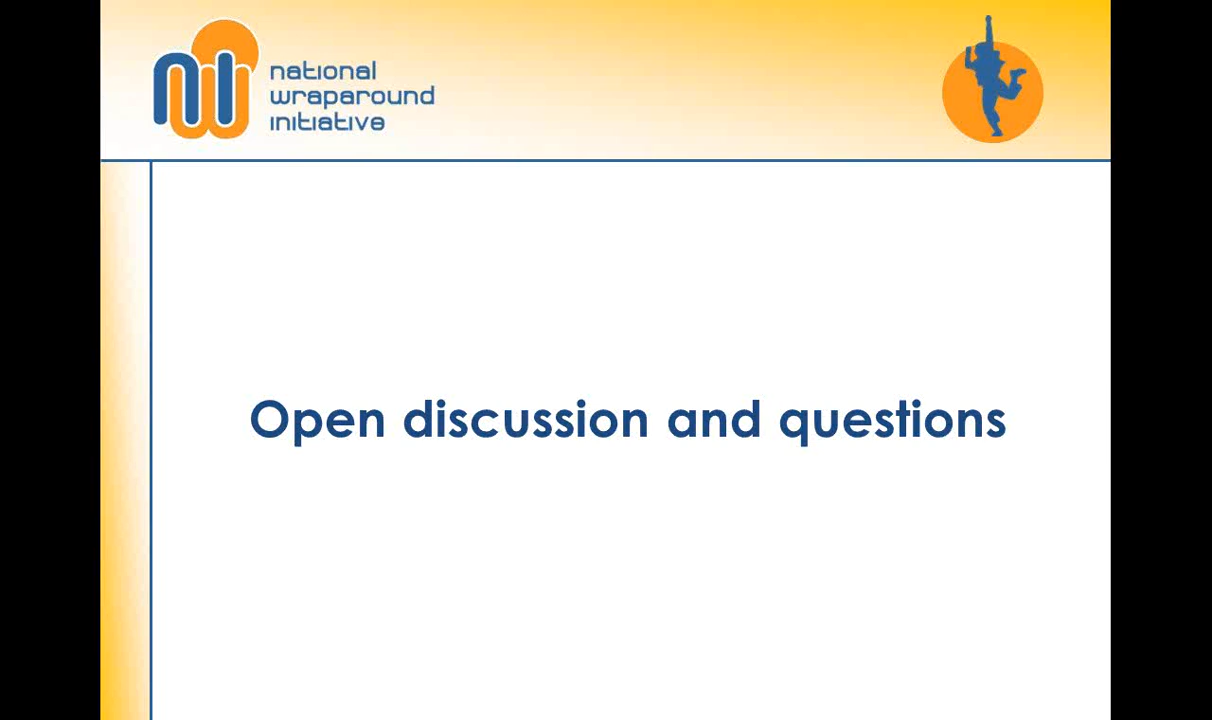 national
wraparound
initiative
Open discussion and questions